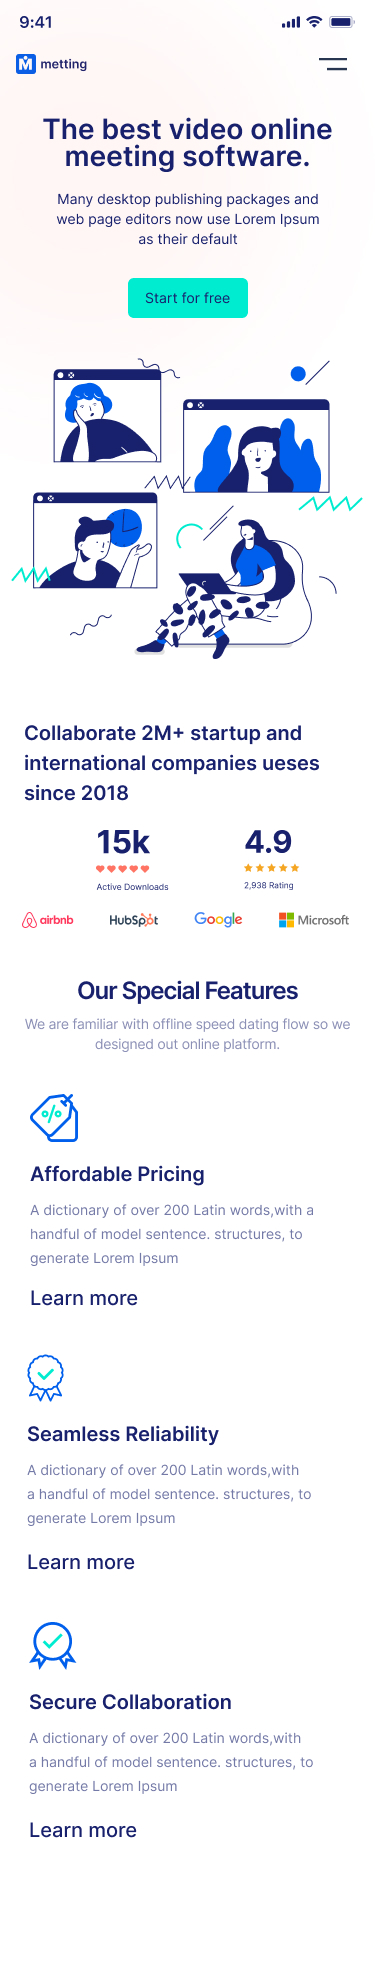 9:41
metting
The best video online
meeting software.
Many desktop publishing packages and
web page editors now use Lorem Ipsum
as their default
Start for free
Collaborate 2M+ startup and
international companies ueses
since 2018
15k
4.9
Active Downloads
2,938 Rating
airbnb
HubSpot
Google
Microsoft
Our Special Features
We are familiar with offline speed dating flow so we
designed out online platform.
%
Affordable Pricing
A dictionary of over 200 Latin words,with a
handful of model sentence. structures, to
generate Lorem Ipsum
Learn more
Seamless Reliability
A dictionary of over 200 Latin words,with
a handful of model sentence. structures, to
generate Lorem Ipsum
Learn more
Secure Collaboration
A dictionary of over 200 Latin words,with
a handful of model sentence. structures, to
generate Lorem Ipsum
Learn more